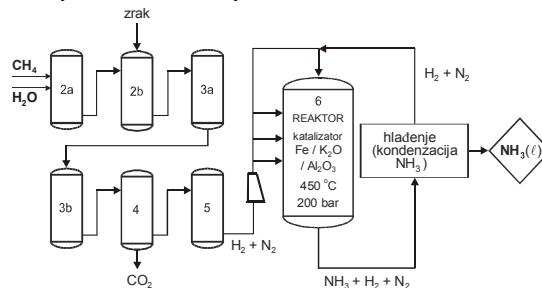 zrak
CH₄
H₂O
2a
2b
3a
3b
4
5
CO₂
H₂ + N₂
6
REAKTOR
katalizator
Fe / K₂O
/ Al₂O₃
450 °C
200 bar
NH₃ + H₂ + N₂
H₂ + N₂
hlađenje
(kondenzacija
NH₃ )
NH₃(ℓ)